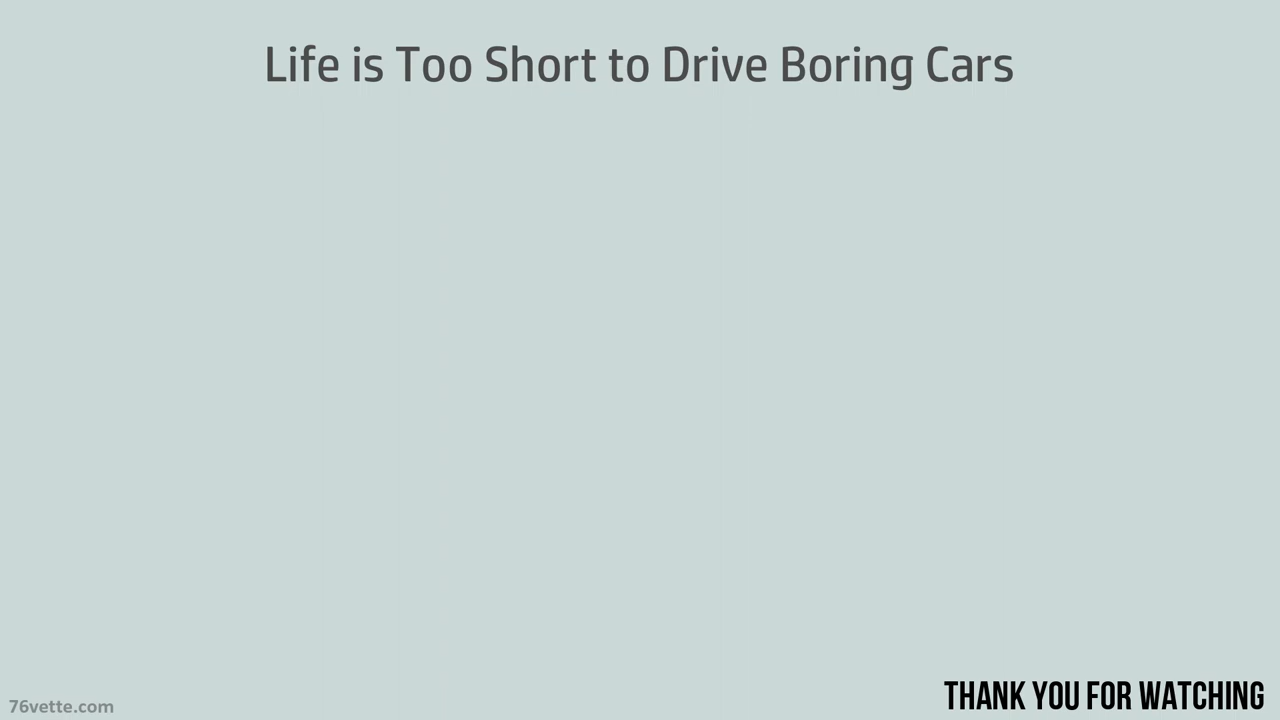 Life is Too Short to Drive Boring Cars
76vette.com
THANK YOU FOR WATCHING